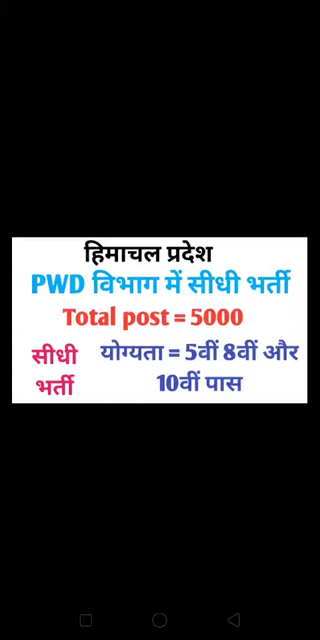 हिमाचल प्रदेश
PWD विभाग में सीधी भर्ती
Total post = 5000
सीधी भर्ती
योग्यता = 5वीं 8वीं और
10वीं पास